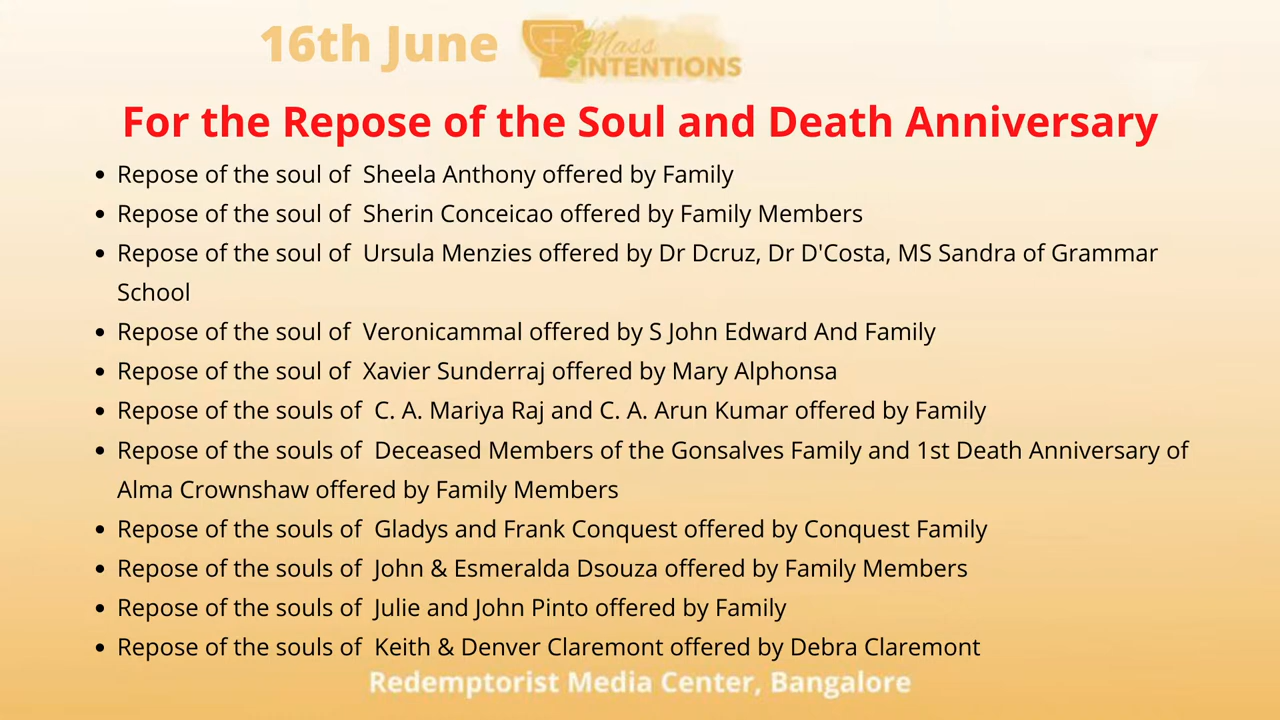 16th June
Mass
INTENTIONS
For the Repose of the Soul and Death Anniversary
• Repose of the soul of  Sheela Anthony offered by Family
• Repose of the soul of  Sherin Conceicao offered by Family Members
• Repose of the soul of  Ursula Menzies offered by Dr Dcruz, Dr D'Costa, MS Sandra of Grammar
School
• Repose of the soul of  Veronicammal offered by S John Edward And Family
• Repose of the soul of  Xavier Sunderraj offered by Mary Alphonsa
• Repose of the souls of  C. A. Mariya Raj and C. A. Arun Kumar offered by Family
• Repose of the souls of  Deceased Members of the Gonsalves Family and 1st Death Anniversary of
Alma Crownshaw offered by Family Members
• Repose of the souls of  Gladys and Frank Conquest offered by Conquest Family
• Repose of the souls of  John & Esmeralda Dsouza offered by Family Members
• Repose of the souls of  Julie and John Pinto offered by Family
• Repose of the souls of  Keith & Denver Claremont offered by Debra Claremont
Redemptorist Media Center, Bangalore